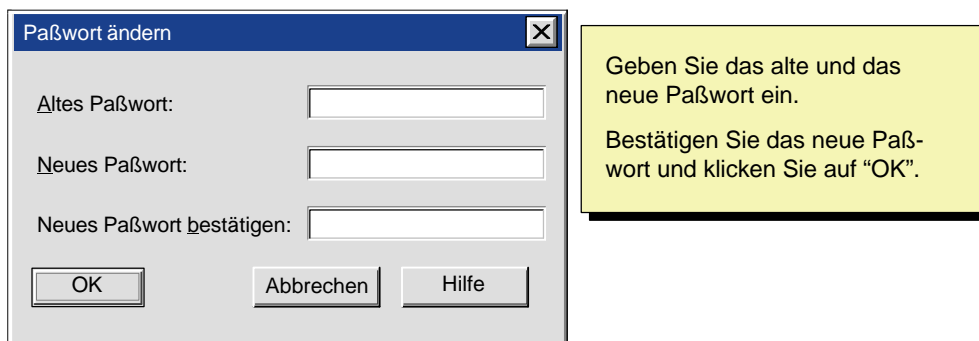 Paßwort ändern
Altes Paßwort:
Neues Paßwort:
Neues Paßwort bestätigen:
OK
Abbrechen
Hilfe
Geben Sie das alte und das
neue Paßwort ein.
Bestätigen Sie das neue Paß-
wort und klicken Sie auf “OK”.